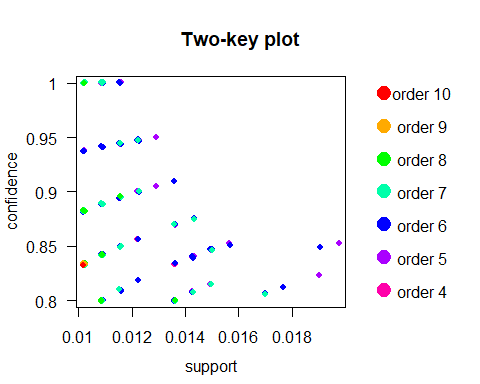 Two-key plot
1
0.95
0.9
0.85
0.8
confidence
0.01 0.012 0.014 0.016 0.018
support
order 10
order 9
order 8
order 7
order 6
order 5
order 4